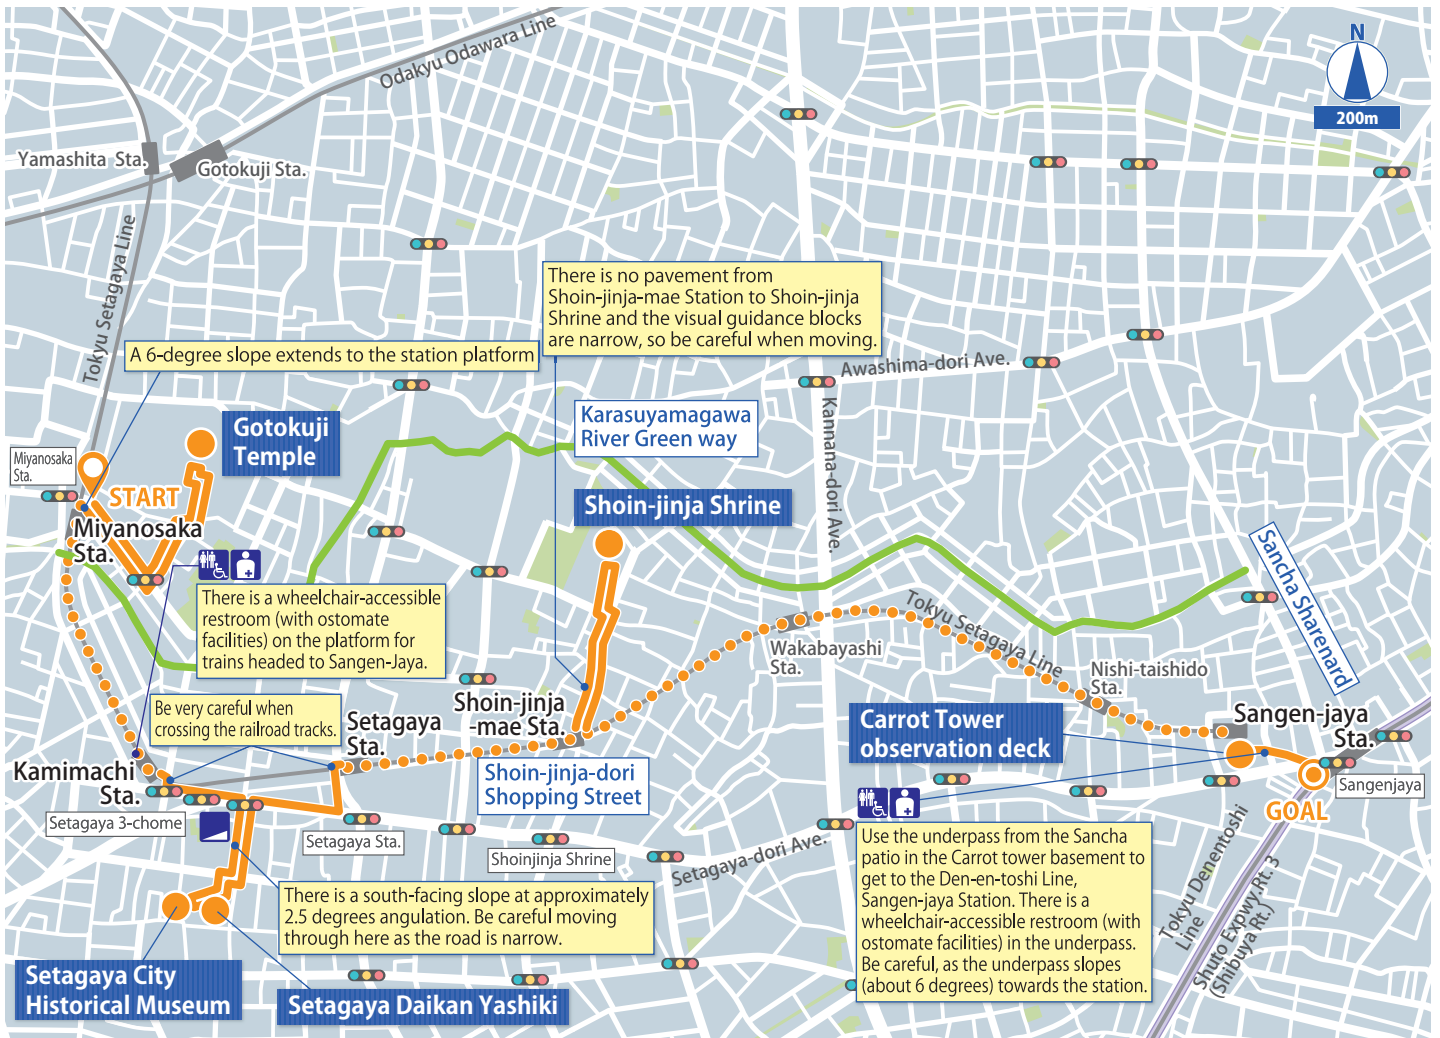 N
200m
Odakyu Odawara Line
Yamashita Sta.
Gotokuji Sta.
Tokyu Setagaya Line
There is no pavement from
Shoin-jinja-mae Station to Shoin-jinja
Shrine and the visual guidance blocks
are narrow, so be careful when moving.
A 6-degree slope extends to the station platform
Awashima-dori Ave.
Kannana-dori Ave.
Gotokuji
Temple
Karasuyamagawa
River Green way
Miyanosaka
Sta.
START
Miyanosaka
Sta.
Shoin-jinja Shrine
Sancha Sharenard
There is a wheelchair-accessible
restroom (with ostomate
facilities) on the platform for
trains headed to Sangen-Jaya.
Tokyu Setagaya Line
Wakabayashi
Sta.
Nishi-taishido
Sta.
Be very careful when
crossing the railroad tracks.
Setagaya
Sta.
Shoin-jinja
-mae Sta.
Carrot Tower
observation deck
Sangen-jaya
Sta.
Kamimachi
Sta.
Shoin-jinja-dori
Shopping Street
Sangenjaya
GOAL
Setagaya 3-chome
Setagaya Sta.
Shoinjinja Shrine
Setagaya-dori Ave.
Use the underpass from the Sancha
patio in the Carrot tower basement to
get to the Den-en-toshi Line,
Sangen-jaya Station. There is a
wheelchair-accessible restroom (with
ostomate facilities) in the underpass.
Be careful, as the underpass slopes
(about 6 degrees) towards the station.
Tokyu Denentoshi
Line
Shuto Expwy Rt. 3
(Shibuya Rt.)
There is a south-facing slope at approximately
2.5 degrees angulation. Be careful moving
through here as the road is narrow.
Setagaya City
Historical Museum
Setagaya Daikan Yashiki